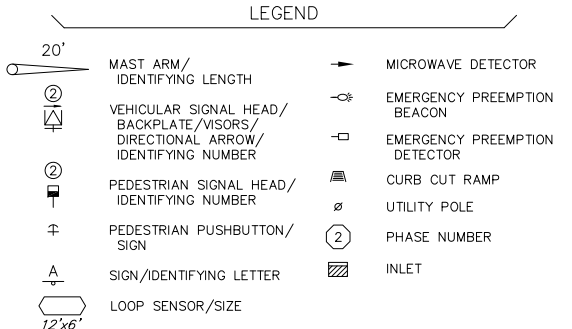 LEGEND
20'
MAST ARM/
IDENTIFYING LENGTH
2
VEHICULAR SIGNAL HEAD/
BACKPLATE/VISORS/
DIRECTIONAL ARROW/
IDENTIFYING NUMBER
2
PEDESTRIAN SIGNAL HEAD/
IDENTIFYING NUMBER
PEDESTRIAN PUSHBUTTON/
SIGN
A
SIGN/IDENTIFYING LETTER
LOOP SENSOR/SIZE
12'x6'
MICROWAVE DETECTOR
EMERGENCY PREEMPTION
BEACON
EMERGENCY PREEMPTION
DETECTOR
CURB CUT RAMP
UTILITY POLE
2
PHASE NUMBER
INLET